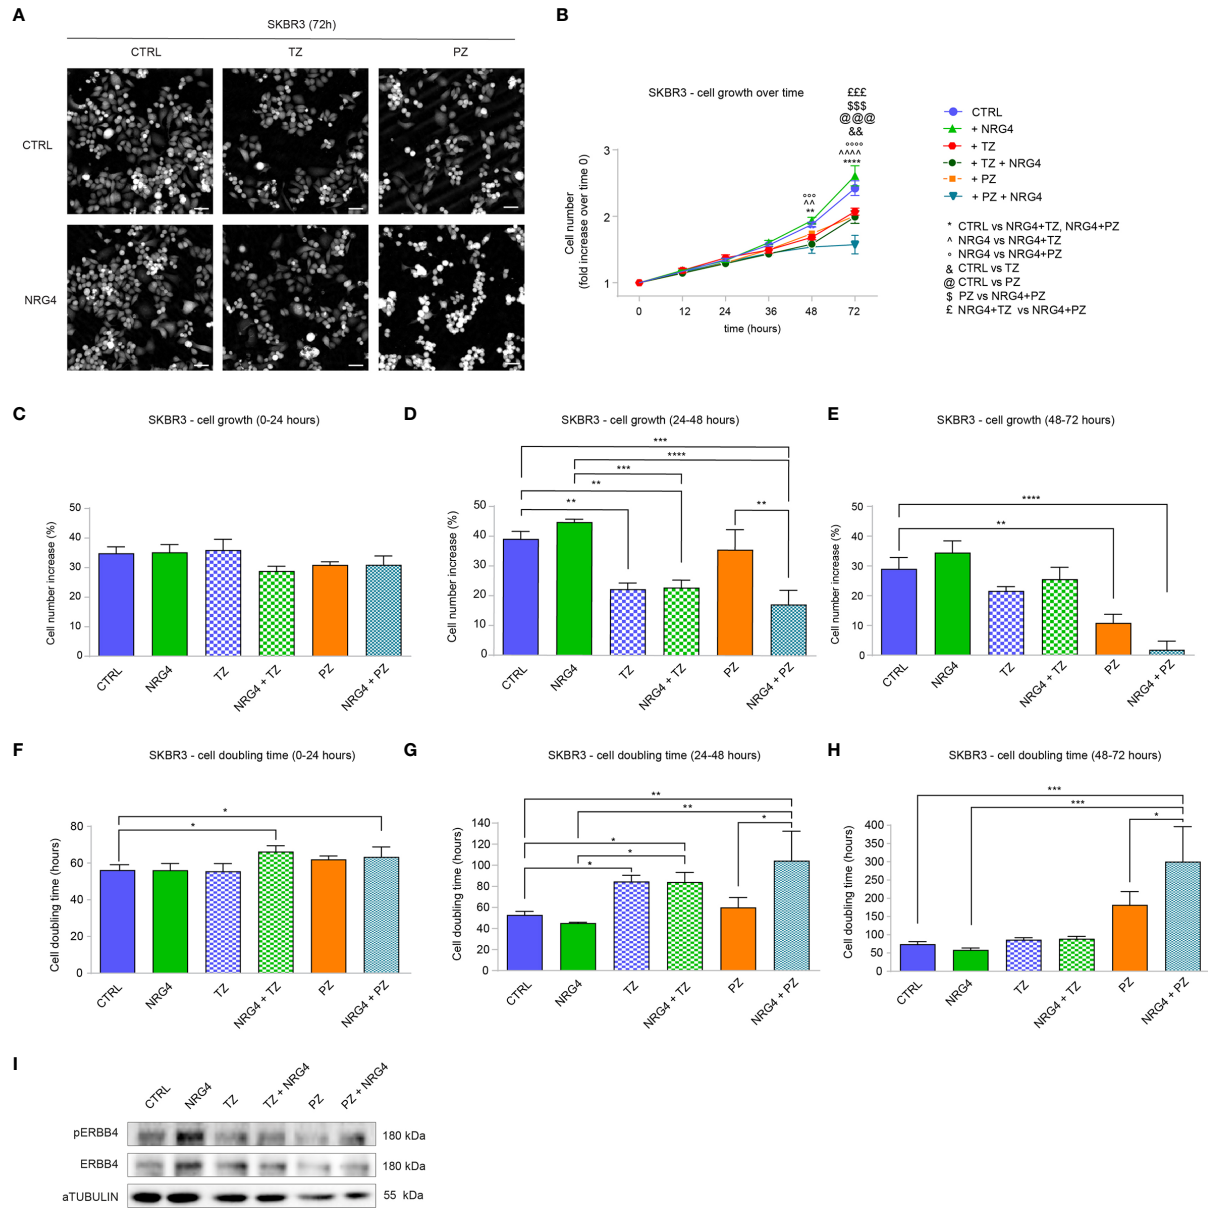 A
SKBR3 (72h)
CTRL TZ PZ
CTRL
NRG4
B
SKBR3 - cell growth over time
£££
$$$
@@@
&&
°°°°
^^^^
****
°°°
^^
**
Cell number
(fold increase over time 0)
3
2
1
0 12 24 36 48 72
time (hours)
CTRL
+ NRG4
+ TZ
+ TZ + NRG4
+ PZ
+ PZ + NRG4
* CTRL vs NRG4+TZ, NRG4+PZ
^ NRG4 vs NRG4+TZ
° NRG4 vs NRG4+PZ
& CTRL vs TZ
@ CTRL vs PZ
$ PZ vs NRG4+PZ
£ NRG4+TZ vs NRG4+PZ
C
SKBR3 - cell growth (0-24 hours)
Cell number increase (%)
50
40
30
20
10
0
CTRL NRG4 TZ NRG4 + TZ PZ NRG4 + PZ
D
SKBR3 - cell growth (24-48 hours)
***
****
***
**
**
**
Cell number increase (%)
50
40
30
20
10
0
CTRL NRG4 TZ NRG4 + TZ PZ NRG4 + PZ
E
SKBR3 - cell growth (48-72 hours)
****
**
Cell number increase (%)
50
40
30
20
10
0
CTRL NRG4 TZ NRG4 + TZ PZ NRG4 + PZ
F
SKBR3 - cell doubling time (0-24 hours)
*
*
Cell doubling time (hours)
80
60
40
20
0
CTRL NRG4 TZ NRG4 + TZ PZ NRG4 + PZ
G
SKBR3 - cell doubling time (24-48 hours)
**
**
*
*
*
*
Cell doubling time (hours)
140
120
100
80
60
40
20
0
CTRL NRG4 TZ NRG4 + TZ PZ NRG4 + PZ
H
SKBR3 - cell doubling time (48-72 hours)
***
***
*
Cell doubling time (hours)
400
350
300
250
200
150
100
50
0
CTRL NRG4 TZ NRG4 + TZ PZ NRG4 + PZ
I
CTRL NRG4 TZ TZ + NRG4 PZ PZ + NRG4
pERBB4 180 kDa
ERBB4 180 kDa
aTUBULIN 55 kDa